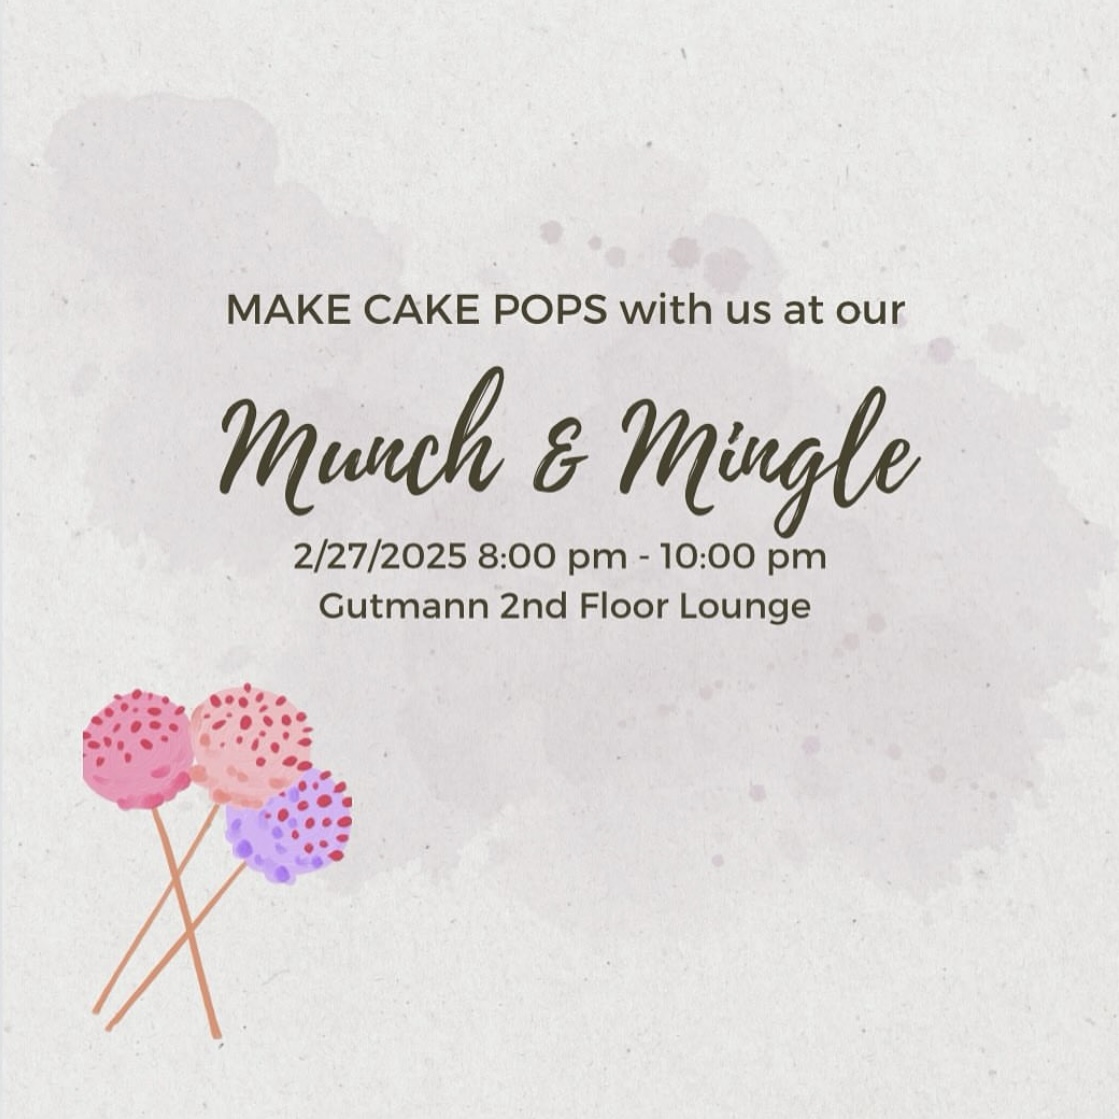 MAKE CAKE POPS with us at our
Munch & Mingle
2/27/2025 8:00 pm - 10:00 pm
Gutmann 2nd Floor Lounge